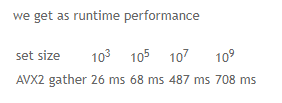 we get as runtime performance
set size 10³ 10⁵ 10⁷ 10⁹
AVX2 gather 26 ms 68 ms 487 ms 708 ms